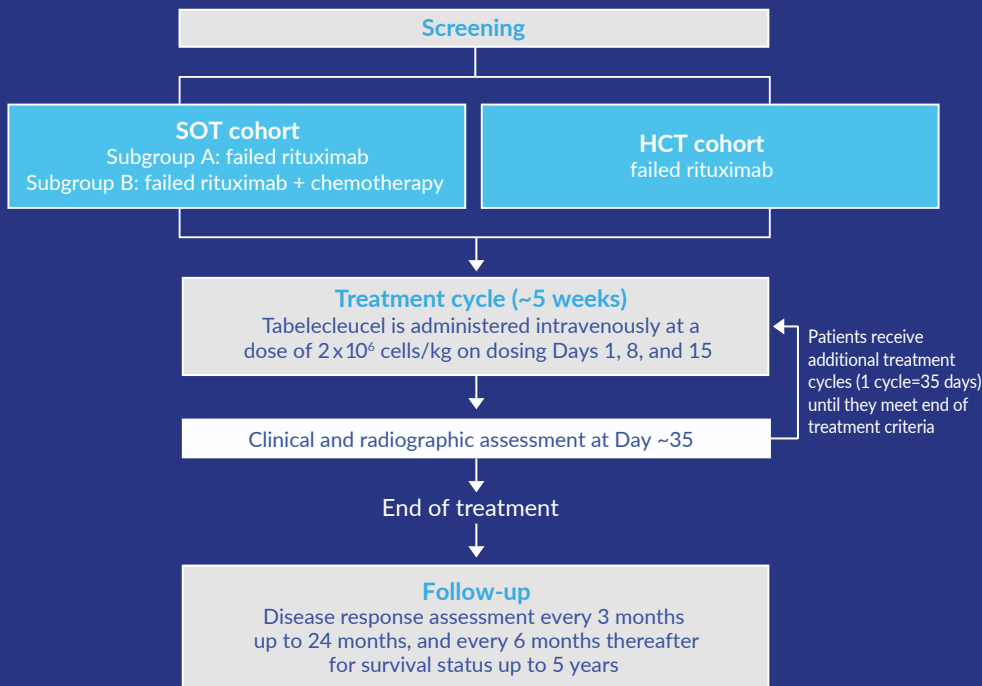 Screening
SOT cohort
Subgroup A: failed rituximab
Subgroup B: failed rituximab + chemotherapy
HCT cohort
failed rituximab
Treatment cycle (~5 weeks)
Tabelecleucel is administered intravenously at a
dose of 2x10⁶ cells/kg on dosing Days 1, 8, and 15
Patients receive
additional treatment
cycles (1 cycle=35 days)
until they meet end of
treatment criteria
Clinical and radiographic assessment at Day ~35
End of treatment
Follow-up
Disease response assessment every 3 months
up to 24 months, and every 6 months thereafter
for survival status up to 5 years